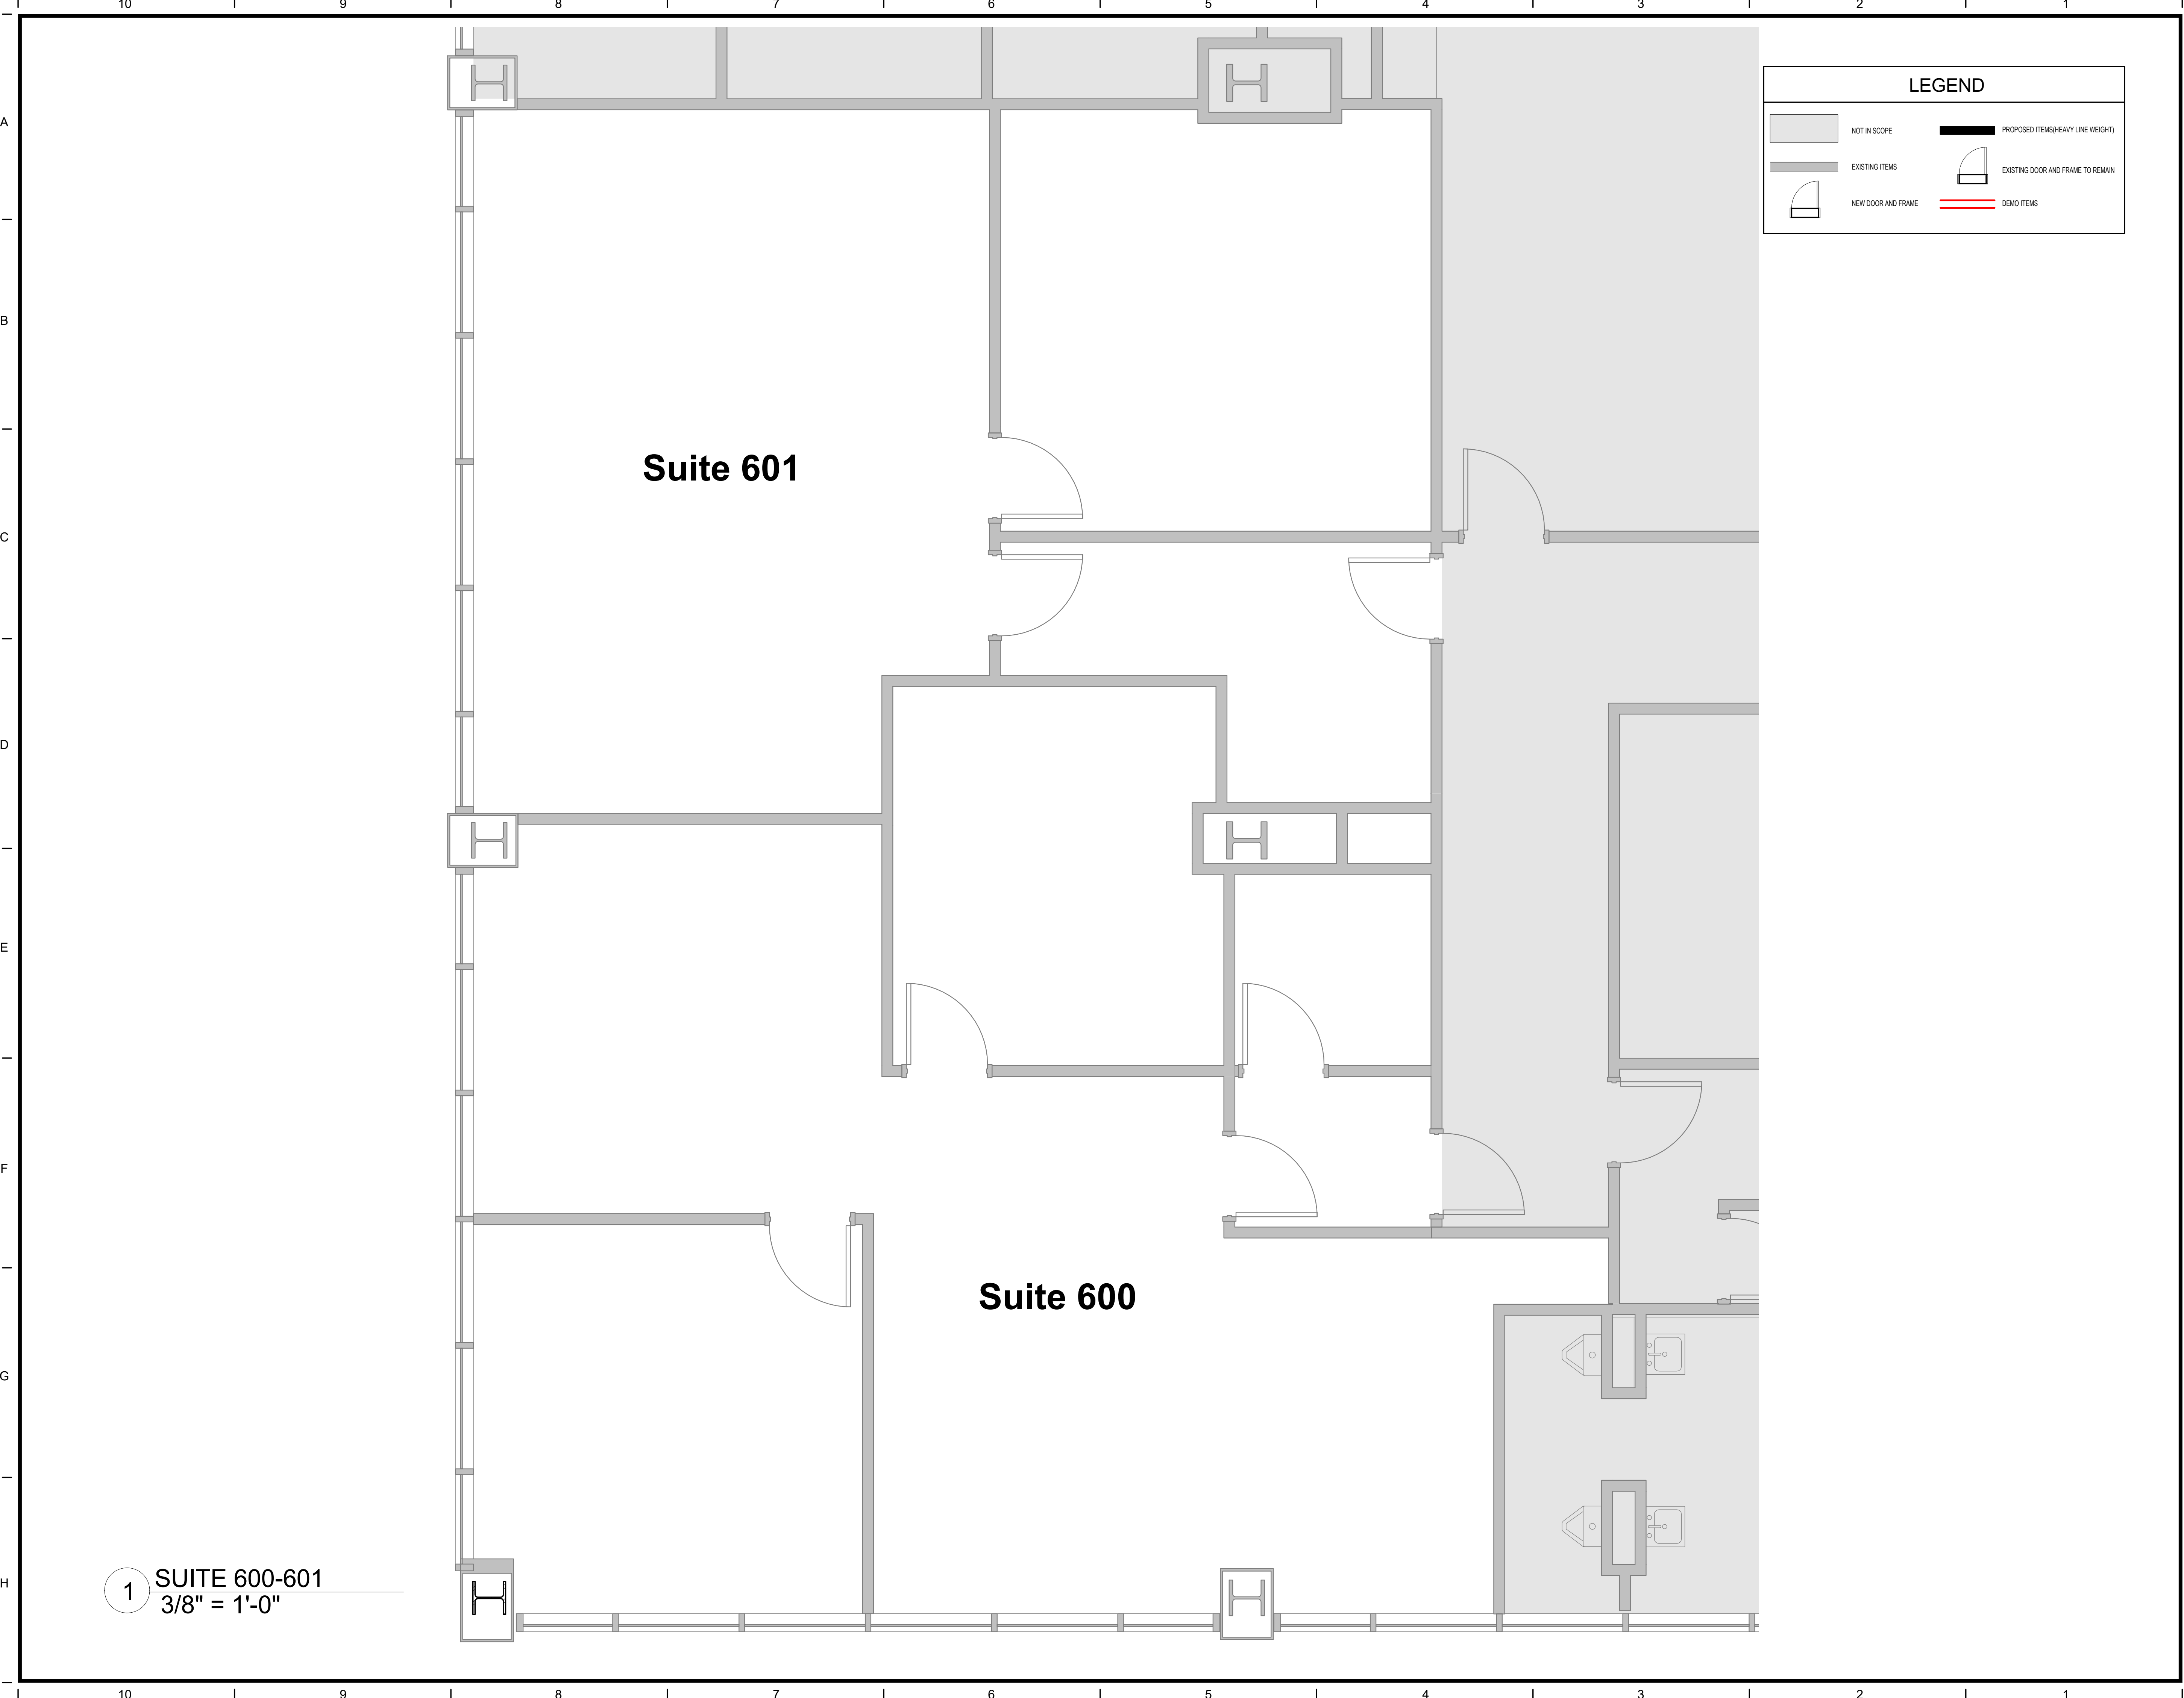 10 9 8 7 6 5 4 3 2 1
LEGEND
NOT IN SCOPE
PROPOSED ITEMS(HEAVY LINE WEIGHT)
EXISTING ITEMS
EXISTING DOOR AND FRAME TO REMAIN
NEW DOOR AND FRAME
DEMO ITEMS
A
B
Suite 601
C
D
E
F
Suite 600
G
H
1 SUITE 600-601
3/8" = 1'-0"
10 9 8 7 6 5 4 3 2 1